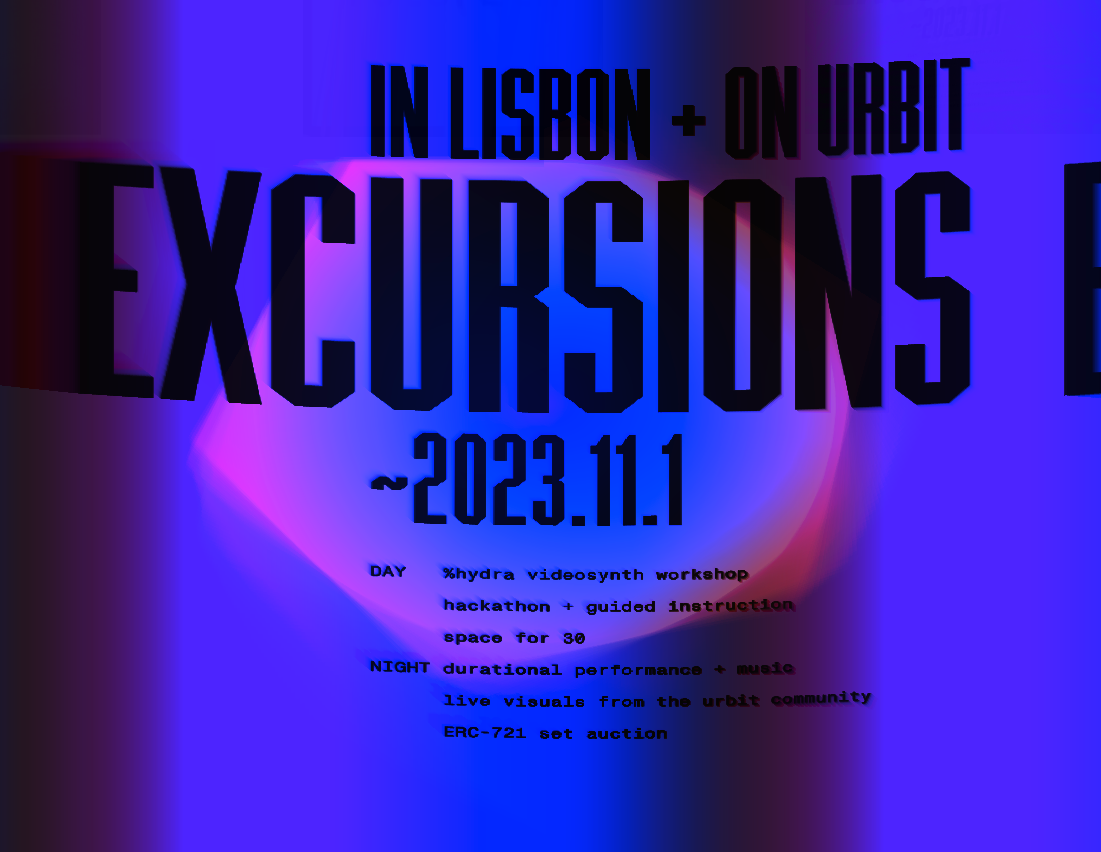 IN LISBON + ON URBIT
EXCURSIONS E
~2023.11.1
DAY %hydra videosynth workshop
hackathon + guided instruction
space for 30
NIGHT durational performance + music
live visuals from the urbit community
ERC-721 set auction